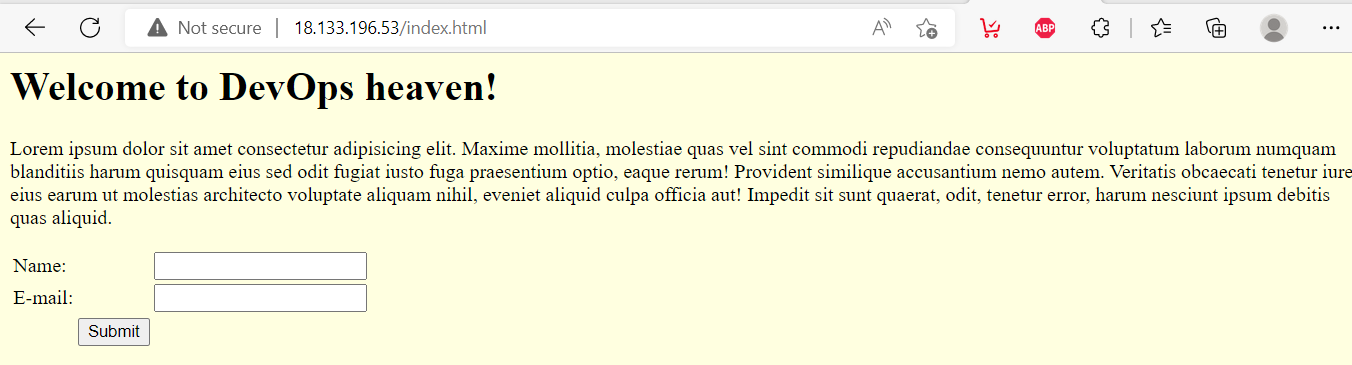 Not secure | 18.133.196.53/index.html A ABP
Welcome to DevOps heaven!
Lorem ipsum dolor sit amet consectetur adipisicing elit. Maxime mollitia, molestiae quas vel sint commodi repudiandae consequuntur voluptatum laborum numquam
blanditiis harum quisquam eius sed odit fugiat iusto fuga praesentium optio, eaque rerum! Provident similique accusantium nemo autem. Veritatis obcaecati tenetur iure
eius earum ut molestias architecto voluptate aliquam nihil, eveniet aliquid culpa officia aut! Impedit sit sunt quaerat, odit, tenetur error, harum nesciunt ipsum debitis
quas aliquid.
Name:
E-mail:
Submit